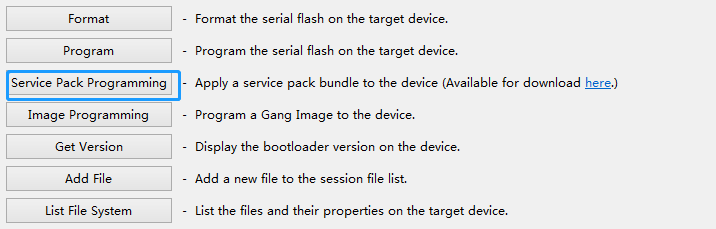 Format - Format the serial flash on the target device.
Program - Program the serial flash on the target device.
Service Pack Programming - Apply a service pack bundle to the device (Available for download here.)
Image Programming - Program a Gang Image to the device.
Get Version - Display the bootloader version on the device.
Add File - Add a new file to the session file list.
List File System - List the files and their properties on the target device.